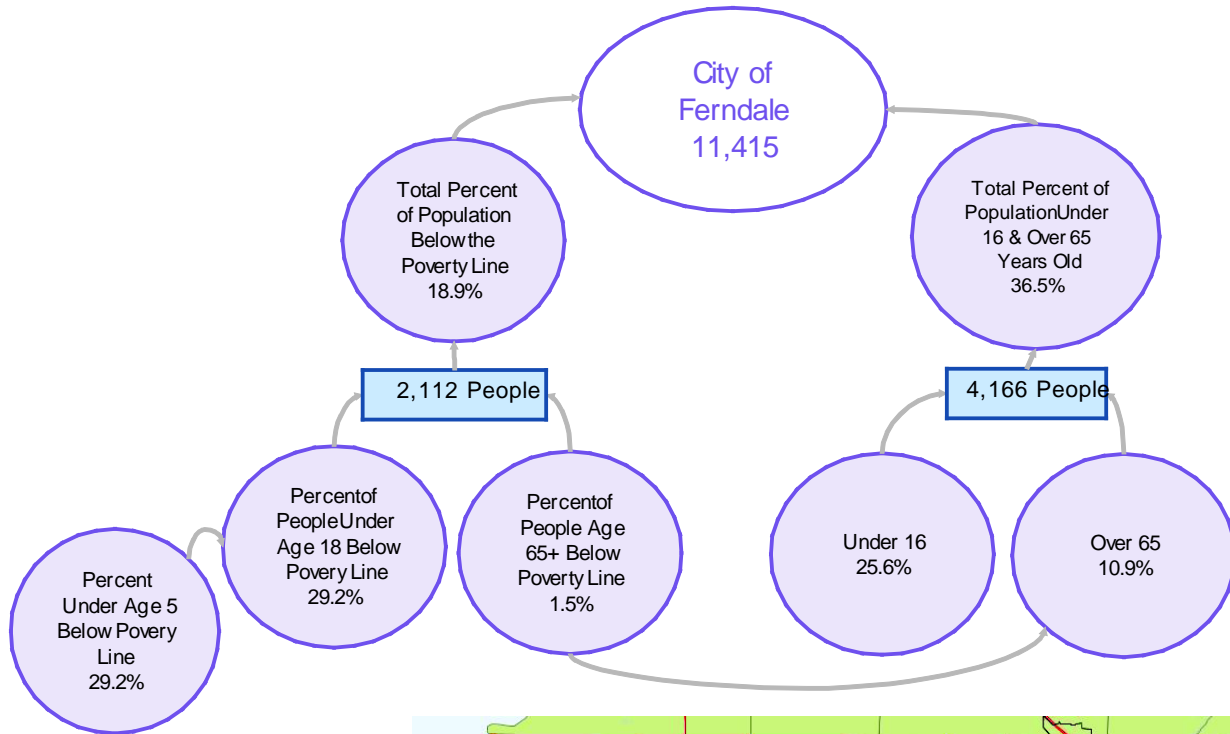 City of
Ferndale
11,415
Total Percent
of Population
Below the
Poverty Line
18.9%
Total Percent of
PopulationUnder
16 & Over 65
Years Old
36.5%
2,112 People
4,166 People
Percent
Under Age 5
Below Povery
Line
29.2%
Percentof
PeopleUnder
Age 18 Below
Povery Line
29.2%
Percentof
People Age
65+ Below
Poverty Line
1.5%
Under 16
25.6%
Over 65
10.9%